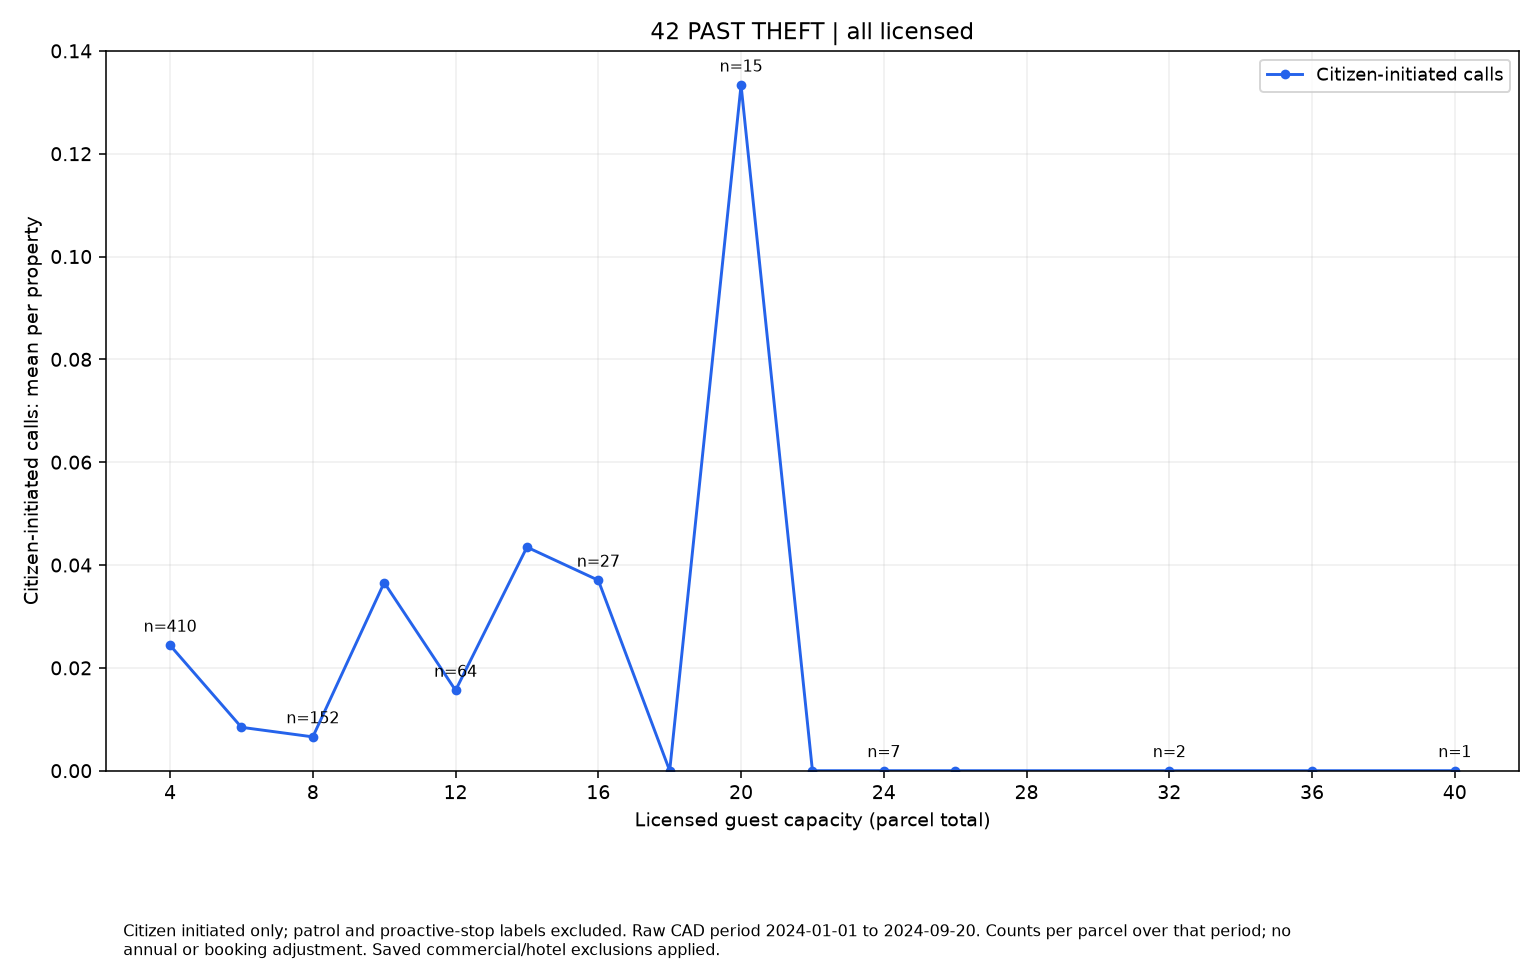 42 PAST THEFT | all licensed
Citizen-initiated calls
Citizen-initiated calls: mean per property
0.14
0.12
0.10
0.08
0.06
0.04
0.02
0.00
n=410
n=152
n=64
n=27
n=15
n=7
n=2
n=1
4 8 12 16 20 24 28 32 36 40
Licensed guest capacity (parcel total)
Citizen initiated only; patrol and proactive-stop labels excluded. Raw CAD period 2024-01-01 to 2024-09-20. Counts per parcel over that period; no
annual or booking adjustment. Saved commercial/hotel exclusions applied.